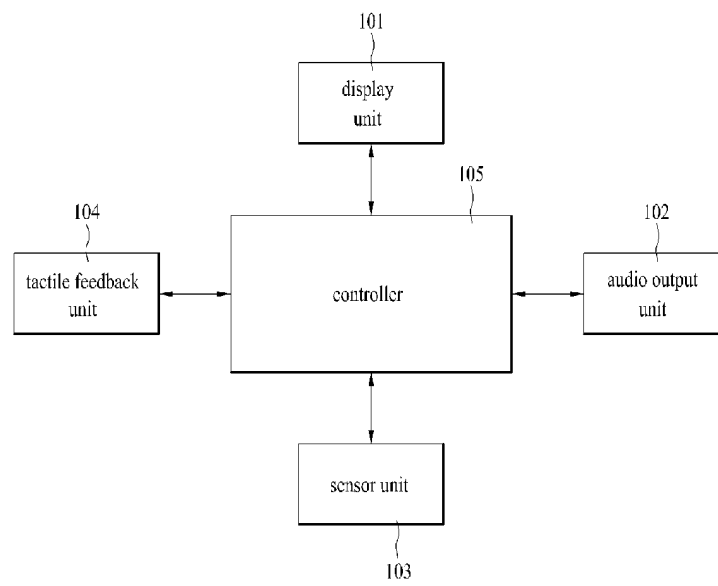 101
display
unit
105
104
102
tactile feedback
unit
controller
audio output
unit
sensor unit
103